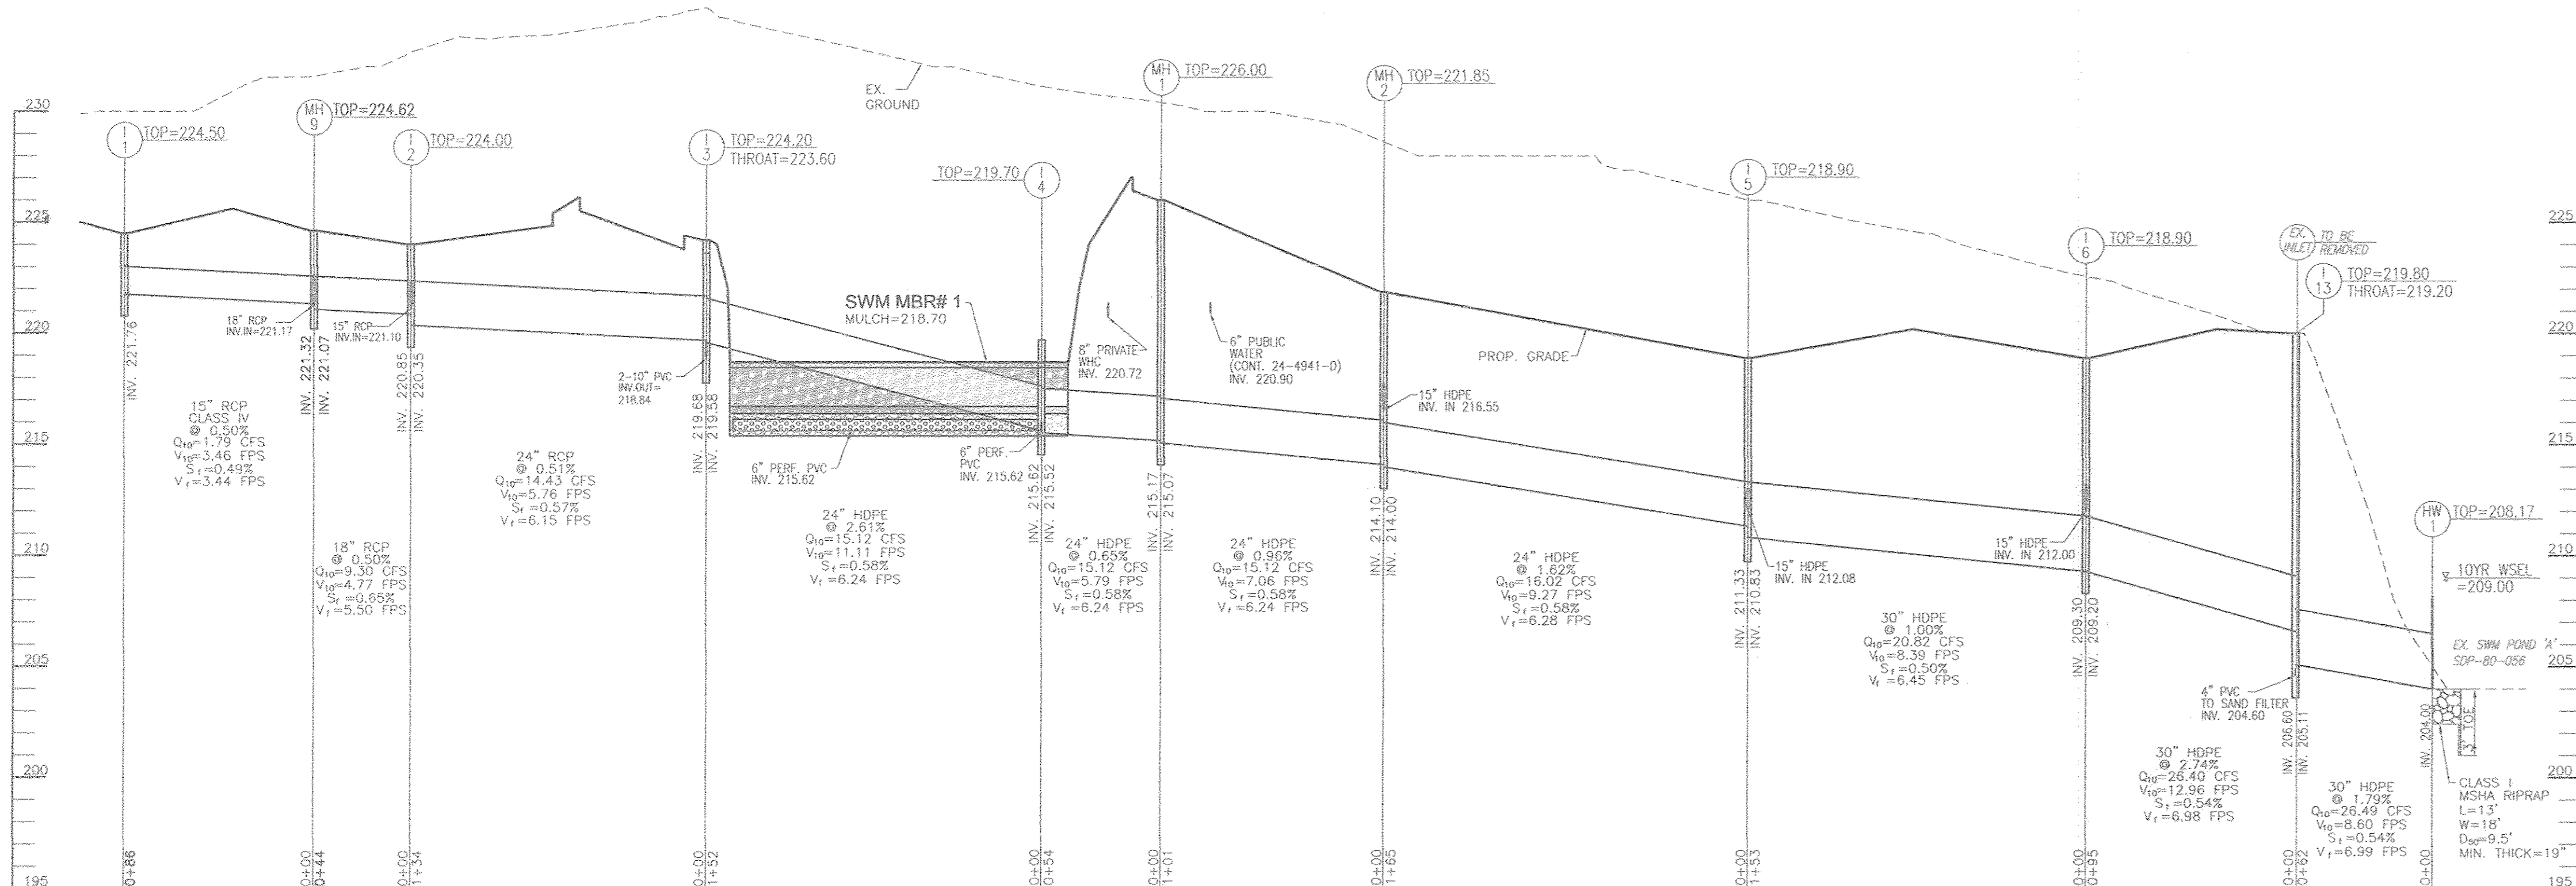 230
225
220
215
210
205
200
195
I
1
TOP=224.50
MH
9
TOP=224.62
I
2
TOP=224.00
I
3
TOP=224.20
THROAT=223.60
EX.
GROUND
TOP=219.70
I
4
MH
1
TOP=226.00
MH
2
TOP=221.85
I
5
TOP=218.90
I
6
TOP=218.90
EX.
INLET
TO BE
REMOVED
I
13
TOP=219.80
THROAT=219.20
HW
1
TOP=208.17
10YR WSEL
=209.00
EX. SWM POND 'A'
SDP-80-056
225
220
215
210
205
200
195
SWM MBR# 1
MULCH=218.70
8" PRIVATE
WHC
INV. 220.72
6" PUBLIC
WATER
(CONT. 24-4941-D)
INV. 220.90
PROP. GRADE
18" RCP
INV.IN=221.17
15" RCP
INV.IN=221.10
2-10" PVC
INV.OUT=
218.84
6" PERF. PVC
INV. 215.62
6" PERF.
PVC
INV. 215.62
15" HDPE
INV. IN 216.55
15" HDPE
INV. IN 212.08
15" HDPE
INV. IN 212.00
4" PVC
TO SAND FILTER
INV. 204.60
INV. 221.76
INV. 221.32
INV. 221.07
INV. 220.85
INV. 220.35
INV. 219.68
INV. 219.58
INV. 215.62
INV. 215.52
INV. 215.17
INV. 215.07
INV. 214.10
INV. 214.00
INV. 211.33
INV. 210.83
INV. 209.30
INV. 209.20
INV. 206.60
INV. 205.11
INV. 204.00
3' TOE
15" RCP
CLASS IV
@ 0.50%
Q10=1.79 CFS
V10=3.46 FPS
Sf=0.49%
Vf=3.44 FPS
18" RCP
@ 0.50%
Q10=9.30 CFS
V10=4.77 FPS
Sf=0.65%
Vf=5.50 FPS
24" RCP
@ 0.51%
Q10=14.43 CFS
V10=5.76 FPS
Sf=0.57%
Vf=6.15 FPS
24" HDPE
@ 2.61%
Q10=15.12 CFS
V10=11.11 FPS
Sf=0.58%
Vf=6.24 FPS
24" HDPE
@ 0.65%
Q10=15.12 CFS
V10=5.79 FPS
Sf=0.58%
Vf=6.24 FPS
24" HDPE
@ 0.96%
Q10=15.12 CFS
V10=7.06 FPS
Sf=0.58%
Vf=6.24 FPS
24" HDPE
@ 1.62%
Q10=16.02 CFS
V10=9.27 FPS
Sf=0.58%
Vf=6.28 FPS
30" HDPE
@ 1.00%
Q10=20.82 CFS
V10=8.39 FPS
Sf=0.50%
Vf=6.45 FPS
30" HDPE
@ 2.74%
Q10=26.40 CFS
V10=12.96 FPS
Sf=0.54%
Vf=6.98 FPS
30" HDPE
@ 1.79%
Q10=26.49 CFS
V10=8.60 FPS
Sf=0.54%
Vf=6.99 FPS
CLASS I
MSHA RIPRAP
L=13'
W=18'
D50=9.5'
MIN. THICK=19"
0+86
0+00
0+44
0+00
1+34
0+00
1+52
0+00
0+54
0+00
1+01
0+00
1+65
0+00
1+53
0+00
0+95
0+00
0+62
0+00